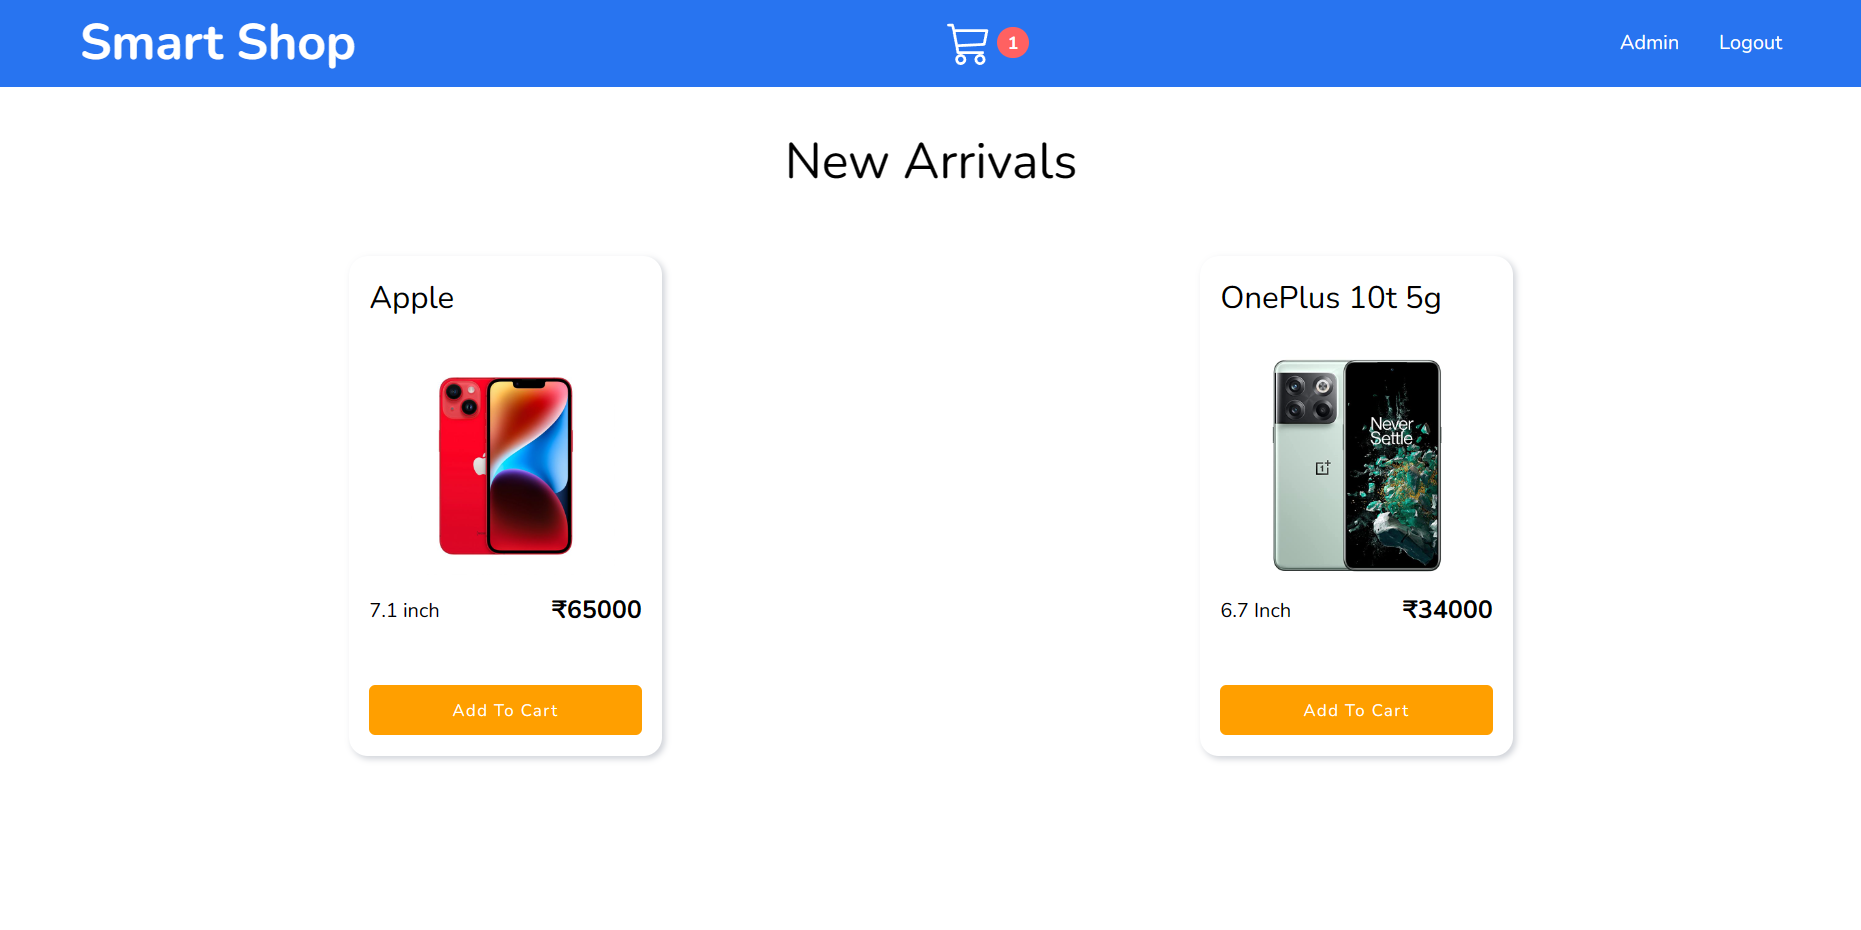 Smart Shop
1
Admin Logout
New Arrivals
Apple
7.1 inch ₹65000
Add To Cart
OnePlus 10t 5g
Never
Settle
1+
6.7 Inch ₹34000
Add To Cart